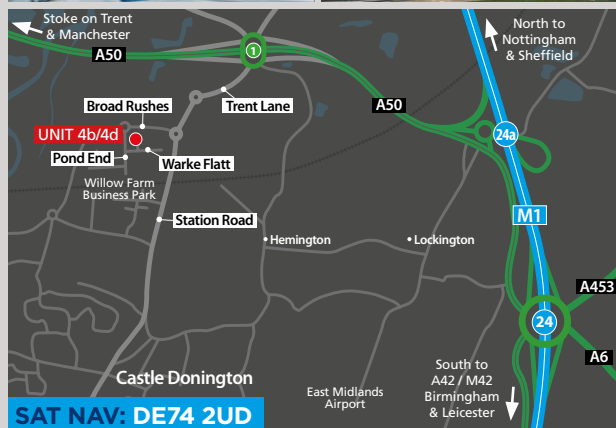 Stoke on Trent
& Manchester
A50
1
North to
Nottingham
& Sheffield
Broad Rushes
Trent Lane
A50
UNIT 4b/4d
24a
Pond End
Warke Flatt
Willow Farm
Business Park
M1
Station Road
Hemington
Lockington
A453
24
A6
Castle Donington
East Midlands
Airport
South to
A42 / M42
Birmingham
& Leicester
SAT NAV: DE74 2UD